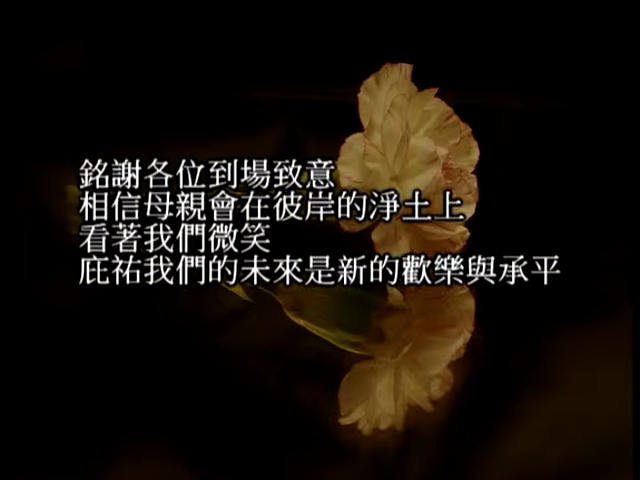 銘謝各位到場致意
相信母親會在彼岸的淨土上
看著我們微笑
庇祐我們的未來是新的歡樂與承平